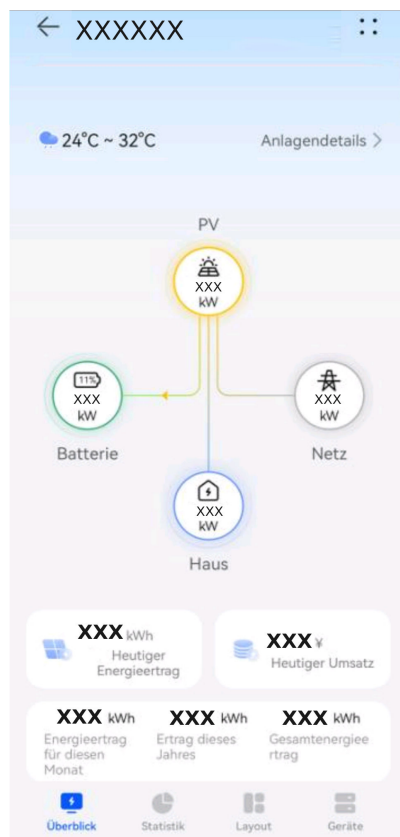 XXXXXX
24°C ~ 32°C Anlagendetails >
PV
XXX
kW
11%
XXX
kW
XXX
kW
Batterie Netz
XXX
kW
Haus
XXX kWh
Heutiger
Energieertrag
XXX ¥
Heutiger Umsatz
XXX kWh XXX kWh XXX kWh
Energieertrag
für diesen
Monat
Ertrag dieses
Jahres
Gesamtenergiee
rtrag
Überblick Statistik Layout Geräte